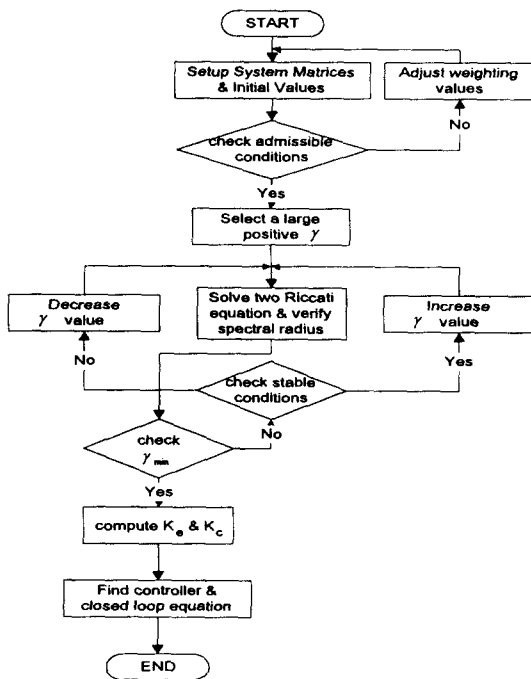 START
Setup System Matrices
& Initial Values
Adjust weighting
values
check admissible
conditions
No
Yes
Select a large
positive γ
Decrease
γ value
Solve two Riccati
equation & verify
spectral radius
Increase
γ value
No
check stable
conditions
Yes
check
γ min
No
Yes
compute K e & K c
Find controller &
closed loop equation
END